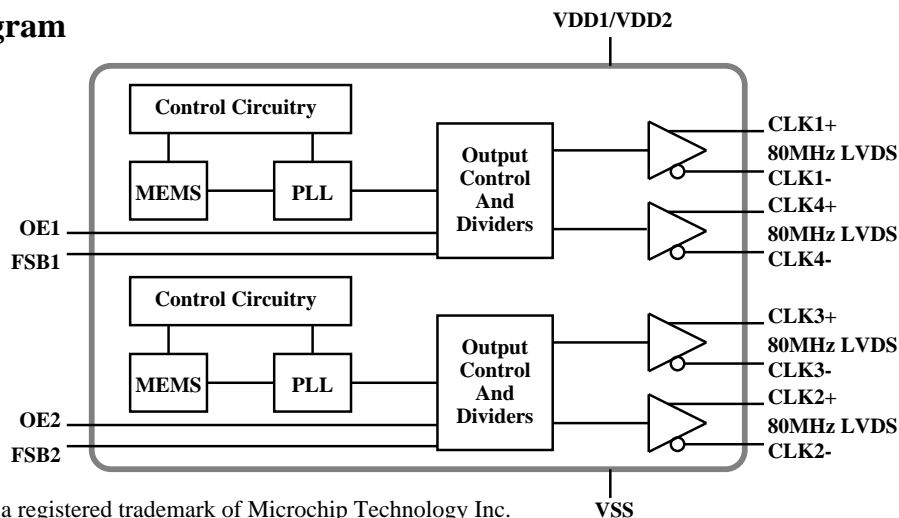 gram
VDD1/VDD2
Control Circuitry
MEMS
PLL
Output
Control
And
Dividers
OE1
FSB1
CLK1+
80MHz LVDS
CLK1-
CLK4+
80MHz LVDS
CLK4-
Control Circuitry
MEMS
PLL
Output
Control
And
Dividers
OE2
FSB2
CLK3+
80MHz LVDS
CLK3-
CLK2+
80MHz LVDS
CLK2-
VSS
a registered trademark of Microchip Technology Inc.